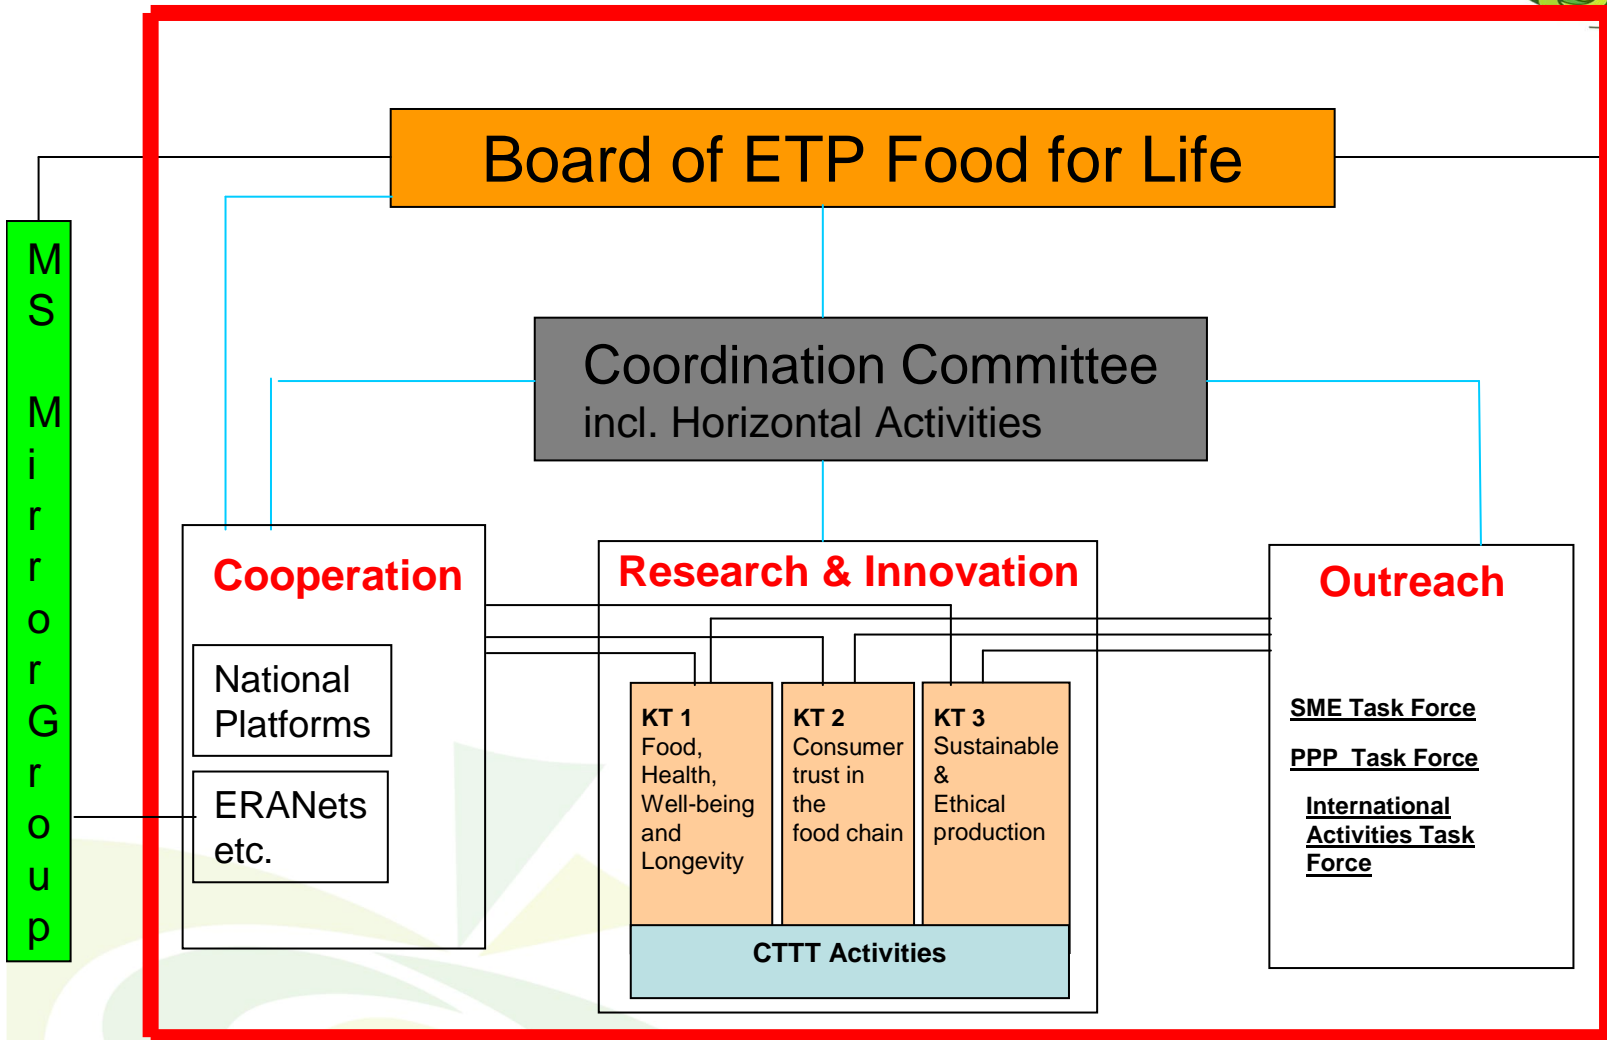 Board of ETP Food for Life
M
S
M
i
r
r
o
r
G
r
o
u
p
Coordination Committee
incl. Horizontal Activities
Cooperation
National
Platforms
ERANets
etc.
Research & Innovation
KT 1
Food,
Health,
Well-being
and
Longevity
KT 2
Consumer
trust in
the
food chain
KT 3
Sustainable
&
Ethical
production
CTTT Activities
Outreach
SME Task Force
PPP Task Force
International
Activities Task
Force